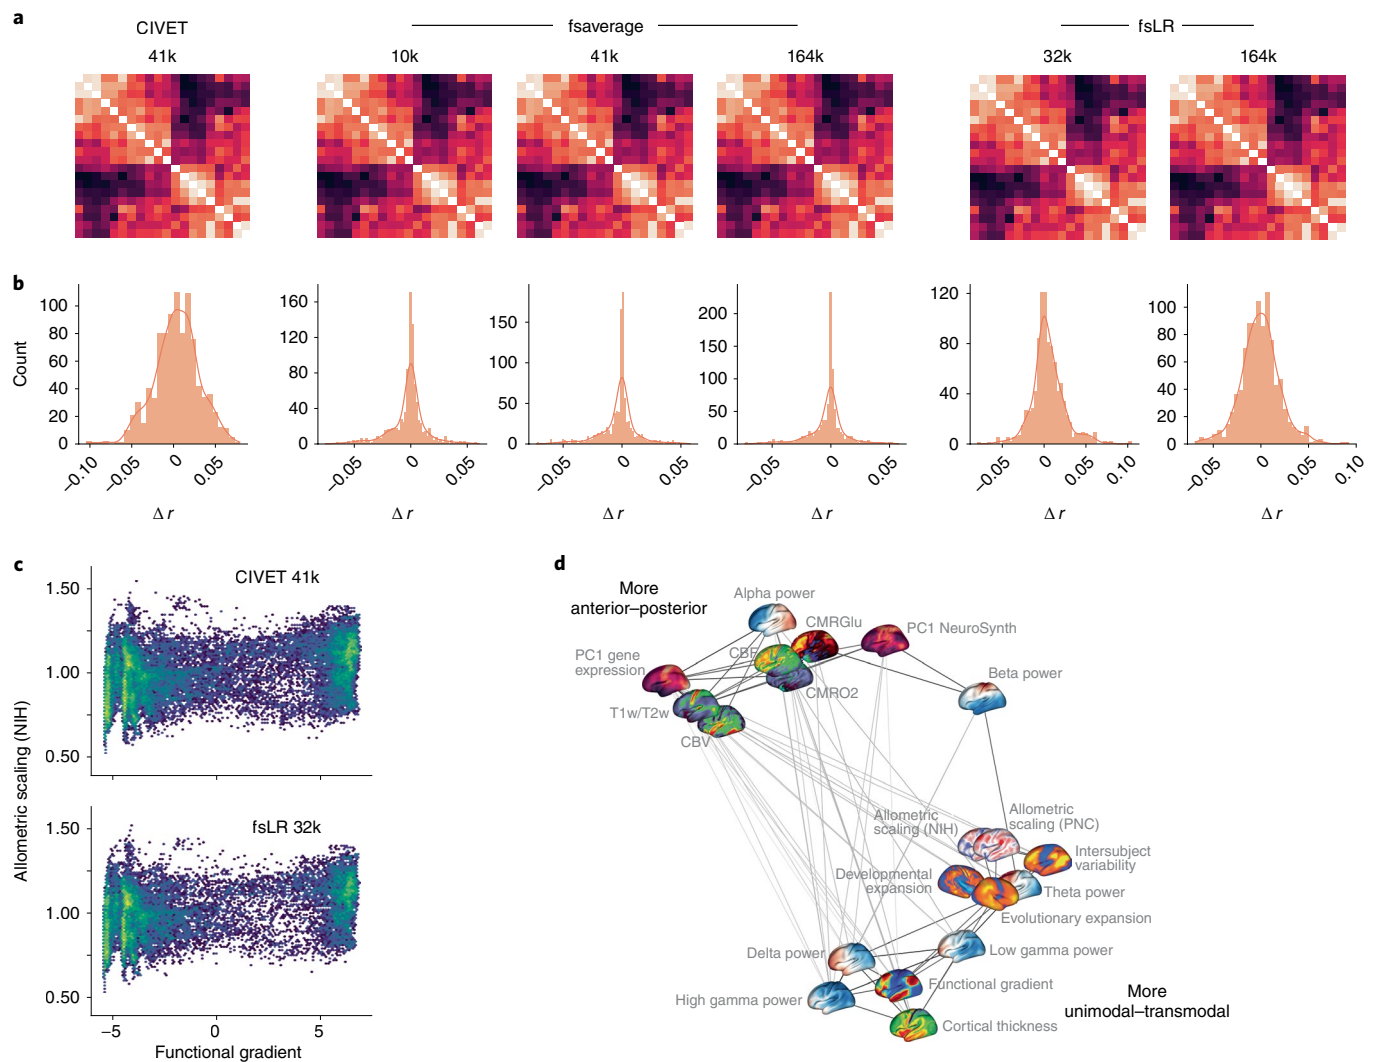 a
CIVET
fsaverage
fsLR
41k
10k
41k
164k
32k
164k
b
Count
100
80
60
40
20
0
−0.10
−0.05
0
0.05
Δ r
160
120
80
40
0
−0.05
0
0.05
Δ r
150
100
50
0
−0.05
0
0.05
Δ r
200
150
100
50
0
−0.05
0
0.05
Δ r
120
80
40
0
−0.05
0
0.05
0.10
Δ r
100
80
60
40
20
0
−0.05
0
0.05
0.10
Δ r
c
Allometric scaling (NIH)
CIVET 41k
1.50
1.00
0.50
fsLR 32k
1.50
1.00
0.50
−5
0
5
Functional gradient
d
More
anterior–posterior
Alpha power
CMRGlu
PC1 NeuroSynth
CBF
PC1 gene
expression
CMRO2
Beta power
T1w/T2w
CBV
Allometric
scaling (NIH)
Allometric
scaling (PNC)
Intersubject
variability
Developmental
expansion
Theta power
Evolutionary expansion
Delta power
Low gamma power
Functional gradient
High gamma power
Cortical thickness
More
unimodal–transmodal